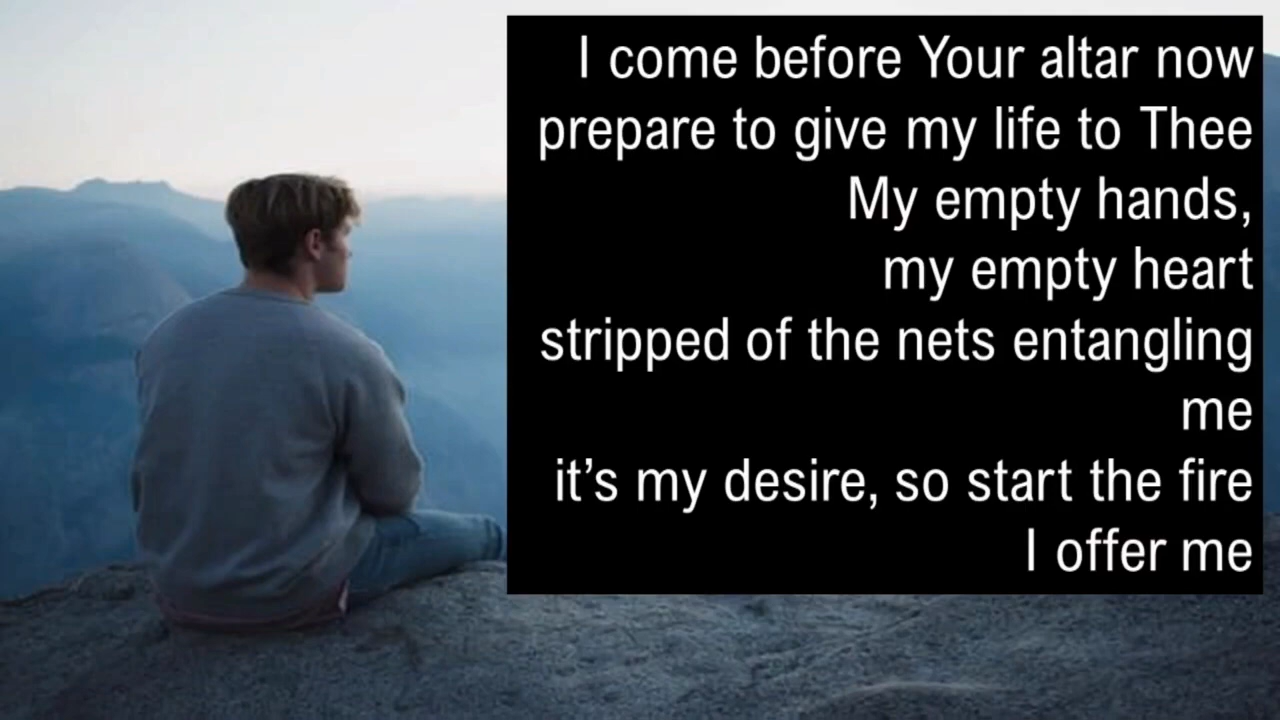 I come before Your altar now
prepare to give my life to Thee
My empty hands,
my empty heart
stripped of the nets entangling
me
it’s my desire, so start the fire
I offer me